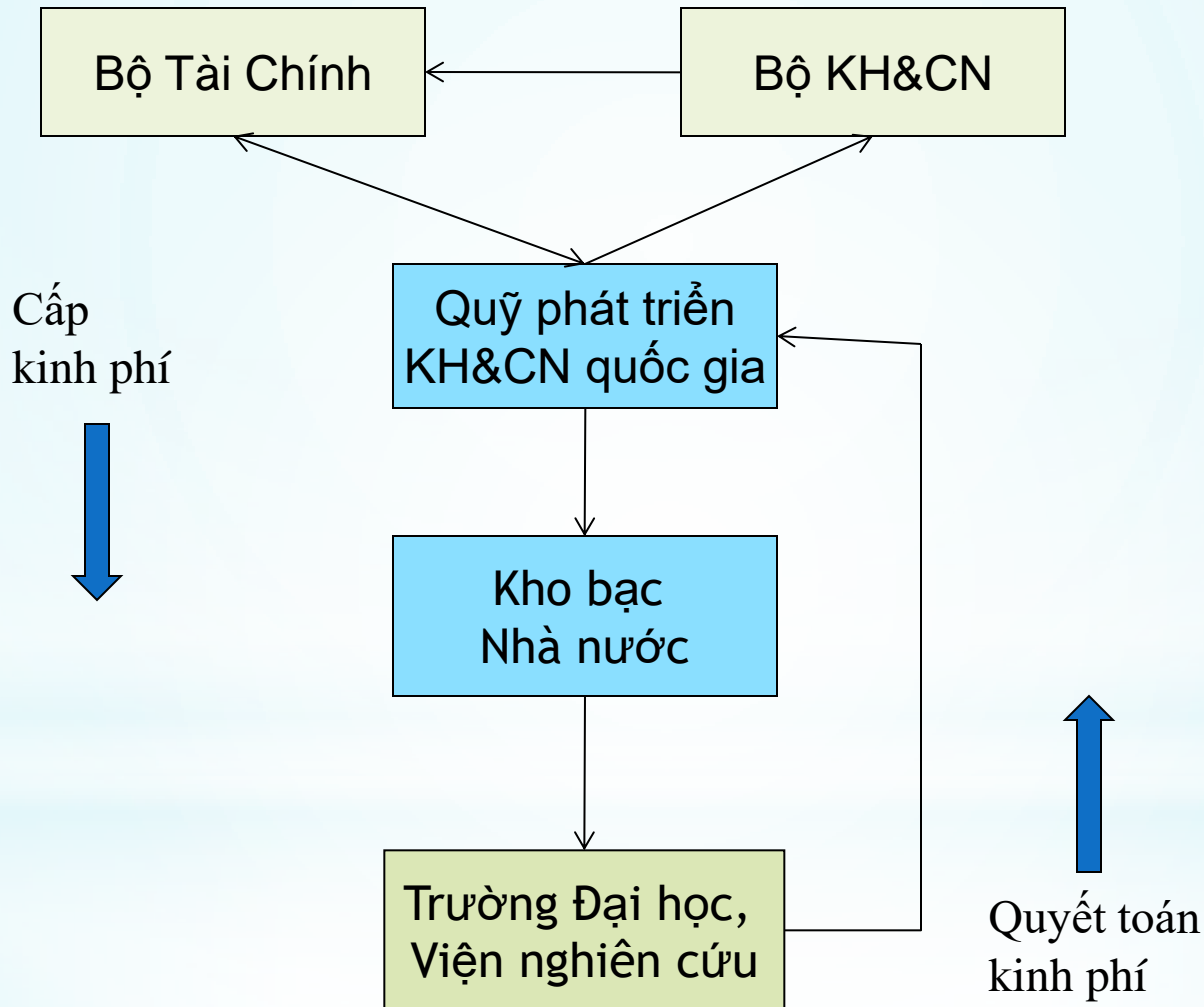 Bộ Tài Chính
Bộ KH&CN
Cấp
kinh phí
Quỹ phát triển
KH&CN quốc gia
Kho bạc
Nhà nước
Trường Đại học,
Viện nghiên cứu
Quyết toán
kinh phí